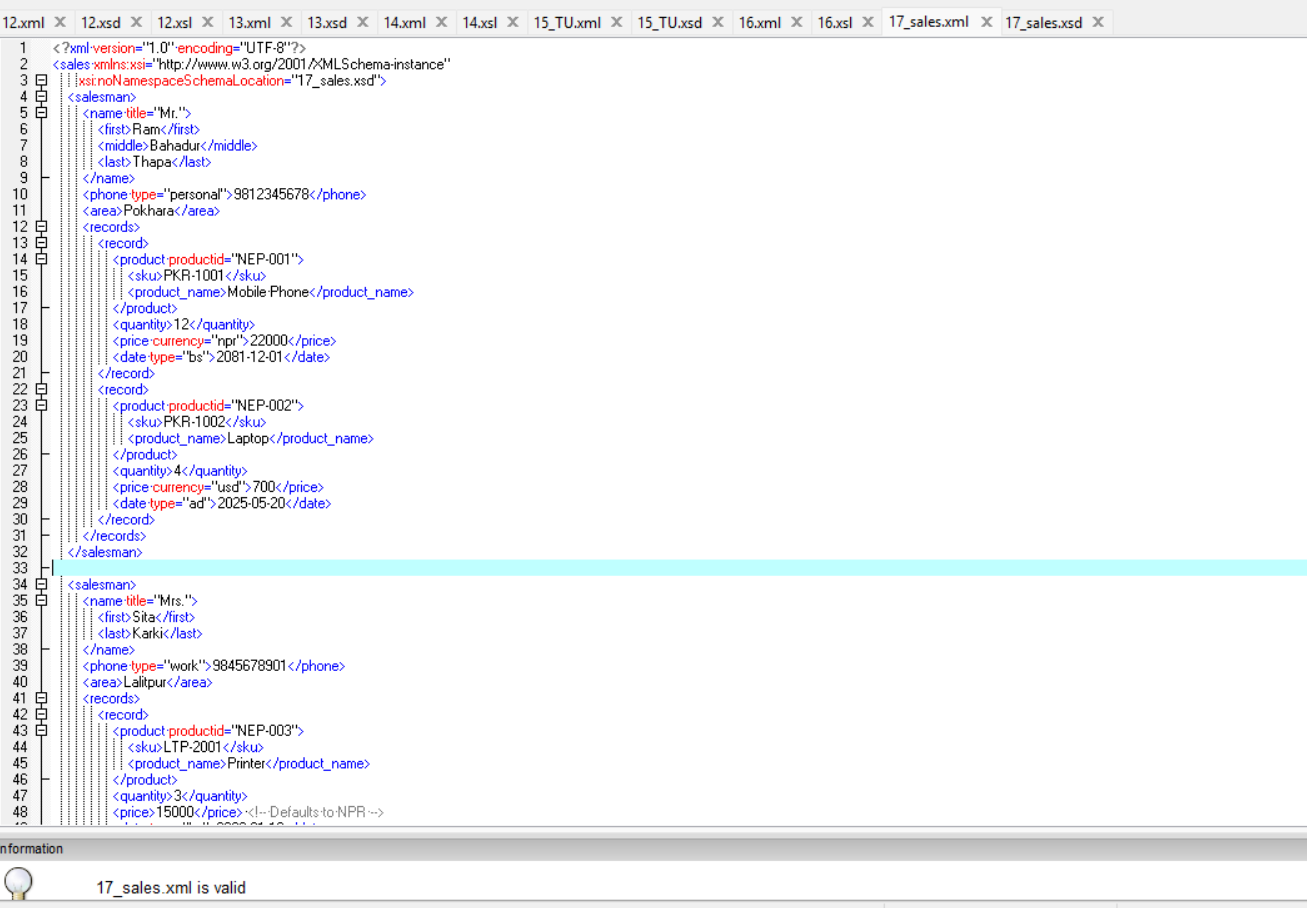 12.xml X 12.xsd X 12.xsl X 13.xml X 13.xsd X 14.xml X 14.xsl X 15_TU.xml X 15_TU.xsd X 16.xml X 16.xsl X 17_sales.xml X 17_sales.xsd X
1 <?xml version="1.0" encoding="UTF-8"?>
2 <sales xmlns:xsi="http://www.w3.org/2001/XMLSchema-instance"
3 xsi:noNamespaceSchemaLocation="17_sales.xsd">
4 <salesman>
5 <name title="Mr.">
6 <first>Ram</first>
7 <middle>Bahadur</middle>
8 <last>Thapa</last>
9 </name>
10 <phone type="personal">9812345678</phone>
11 <area>Pokhara</area>
12 <records>
13 <record>
14 <product productid="NEP-001">
15 <sku>PKR-1001</sku>
16 <product_name>Mobile Phone</product_name>
17 </product>
18 <quantity>12</quantity>
19 <price currency="npr">22000</price>
20 <date type="bs">2081-12-01</date>
21 </record>
22 <record>
23 <product productid="NEP-002">
24 <sku>PKR-1002</sku>
25 <product_name>Laptop</product_name>
26 </product>
27 <quantity>4</quantity>
28 <price currency="usd">700</price>
29 <date type="ad">2025-05-20</date>
30 </record>
31 </records>
32 </salesman>
33
34 <salesman>
35 <name title="Mrs.">
36 <first>Sita</first>
37 <last>Karki</last>
38 </name>
39 <phone type="work">9845678901</phone>
40 <area>Lalitpur</area>
41 <records>
42 <record>
43 <product productid="NEP-003">
44 <sku>LTP-2001</sku>
45 <product_name>Printer</product_name>
46 </product>
47 <quantity>3</quantity>
48 <price>15000</price> <!-- Defaults to NPR -->
nformation
17_sales.xml is valid